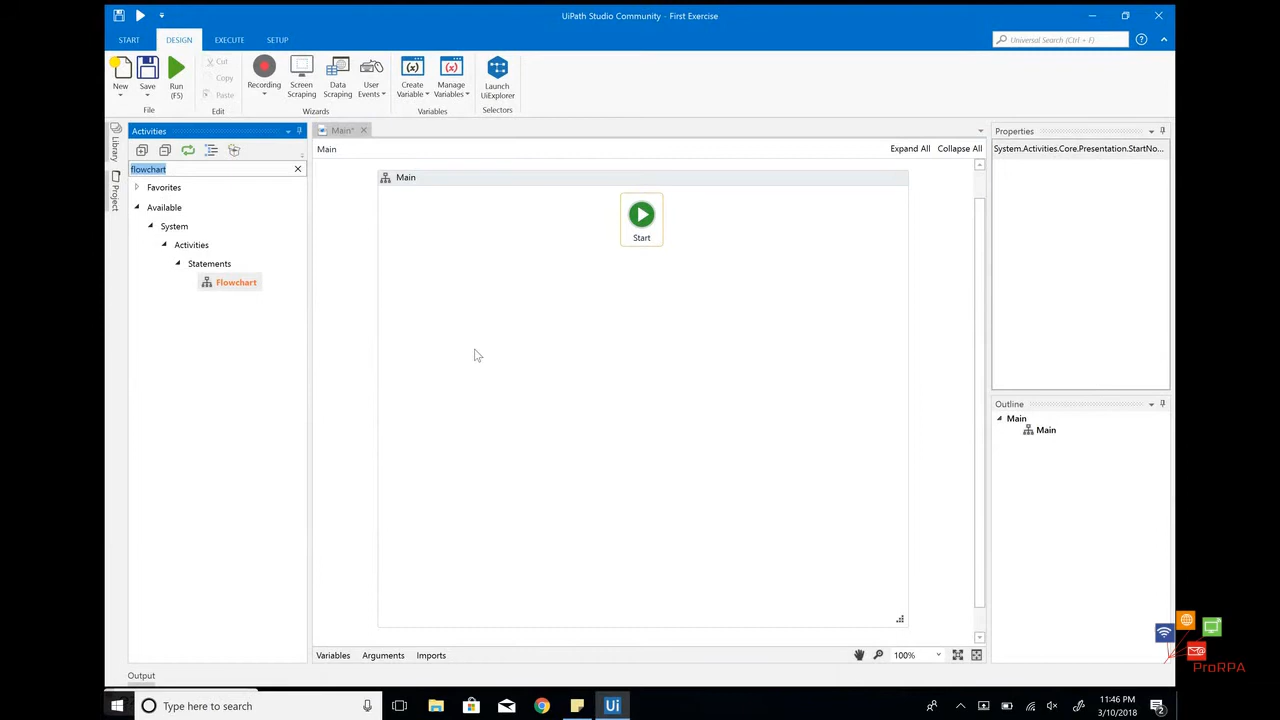 UiPath Studio Community - First Exercise
START DESIGN EXECUTE SETUP
Universal Search (Ctrl + F)
New
Save
Run
(F5)
Cut
Copy
Paste
Recording
Screen
Scraping
Data
Scraping
User
Events
Create
Variable
Manage
Variables
Launch
UiExplorer
File
Edit
Wizards
Variables
Selectors
Library
Project
Activities
flowchart
Favorites
Available
System
Activities
Statements
Flowchart
Main*
Main
Expand All Collapse All
Main
Start
Properties
System.Activities.Core.Presentation.StartNo...
Outline
Main
Main
Variables Arguments Imports
100%
Output
ProRPA
Type here to search
Ui
11:46 PM
3/10/2018
2